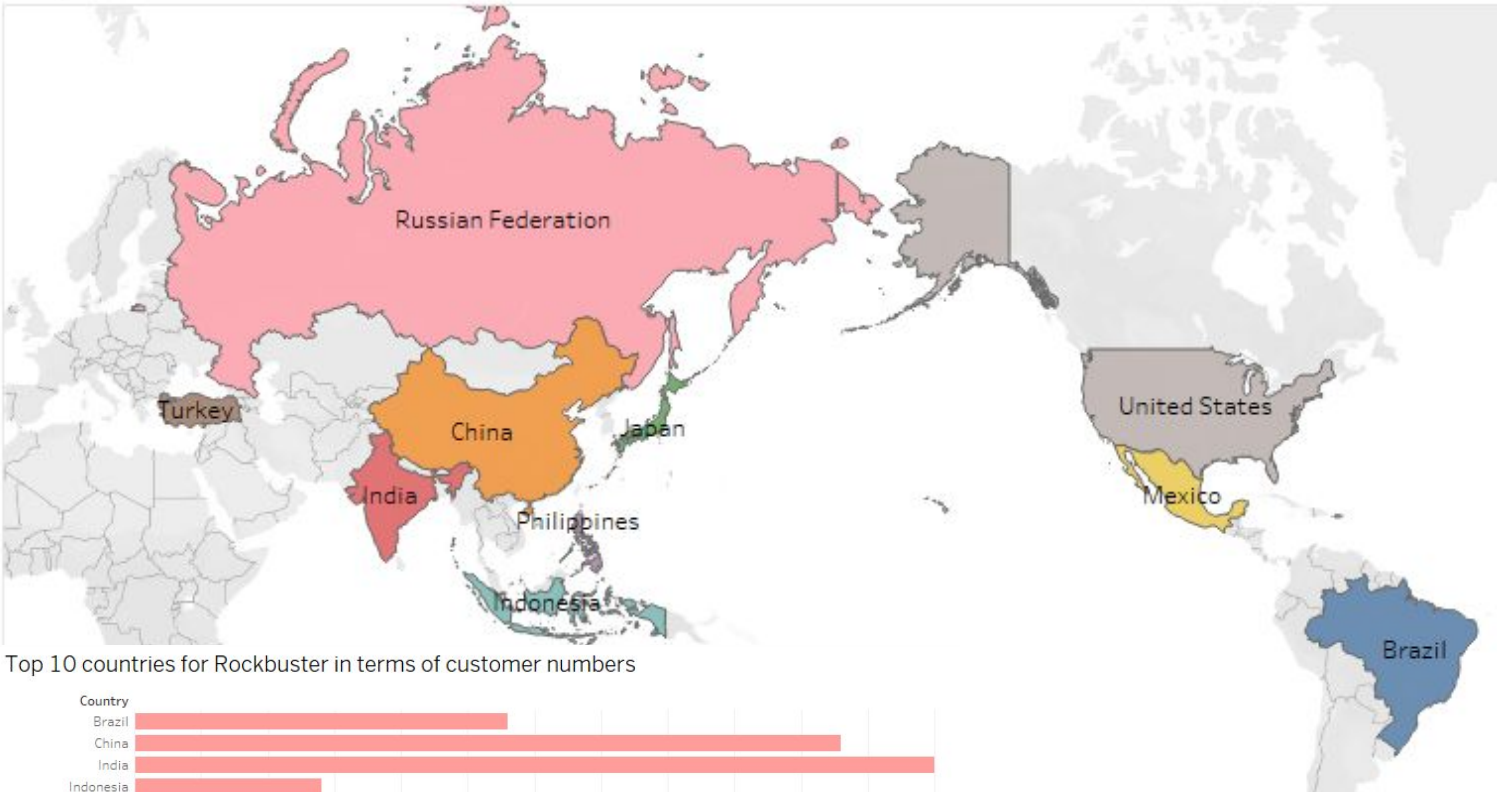 Russian Federation
Turkey
China
Japan
United States
India
Mexico
Philippines
Indonesia
Brazil
Top 10 countries for Rockbuster in terms of customer numbers
Country
Brazil
China
India
Indonesia